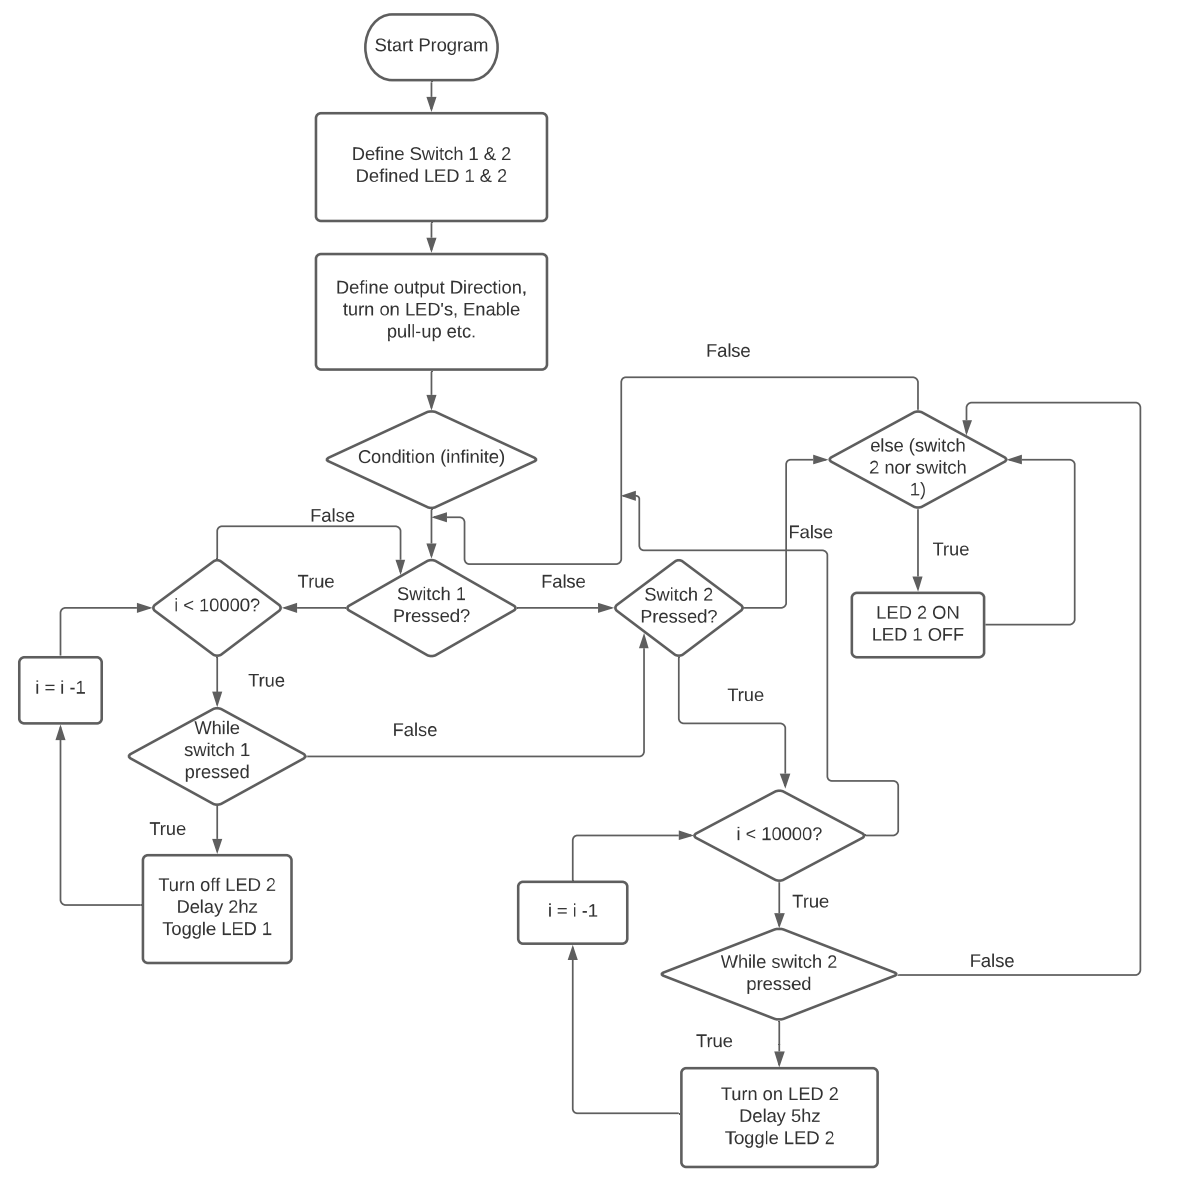 Start Program
Define Switch 1 & 2
Defined LED 1 & 2
Define output Direction,
turn on LED's, Enable
pull-up etc.
Condition (infinite)
False
else (switch
2 nor switch
1)
False
False
True
i < 10000?
True
Switch 1
Pressed?
False
Switch 2
Pressed?
LED 2 ON
LED 1 OFF
i = i -1
True
True
While
switch 1
pressed
False
True
i < 10000?
Turn off LED 2
Delay 2hz
Toggle LED 1
i = i -1
True
While switch 2
pressed
False
True
Turn on LED 2
Delay 5hz
Toggle LED 2